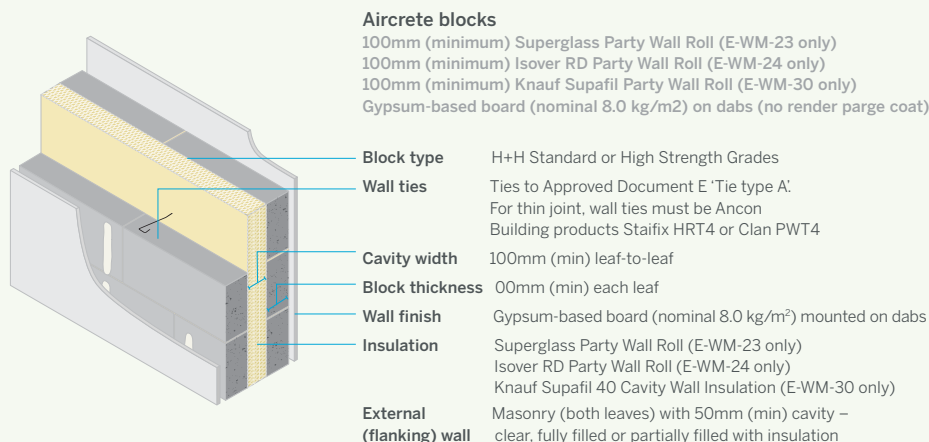 Aircrete blocks
100mm (minimum) Superglass Party Wall Roll (E-WM-23 only)
100mm (minimum) Isover RD Party Wall Roll (E-WM-24 only)
100mm (minimum) Knauf Supafil Party Wall Roll (E-WM-30 only)
Gypsum-based board (nominal 8.0 kg/m2) on dabs (no render parge coat)
Block type H+H Standard or High Strength Grades
Wall ties Ties to Approved Document E ‘Tie type A’.
For thin joint, wall ties must be Ancon
Building products Staifix HRT4 or Clan PWT4
Cavity width 100mm (min) leaf-to-leaf
Block thickness 00mm (min) each leaf
Wall finish Gypsum-based board (nominal 8.0 kg/m²) mounted on dabs
Insulation Superglass Party Wall Roll (E-WM-23 only)
Isover RD Party Wall Roll (E-WM-24 only)
Knauf Supafil 40 Cavity Wall Insulation (E-WM-30 only)
External Masonry (both leaves) with 50mm (min) cavity –
(flanking) wall clear, fully filled or partially filled with insulation